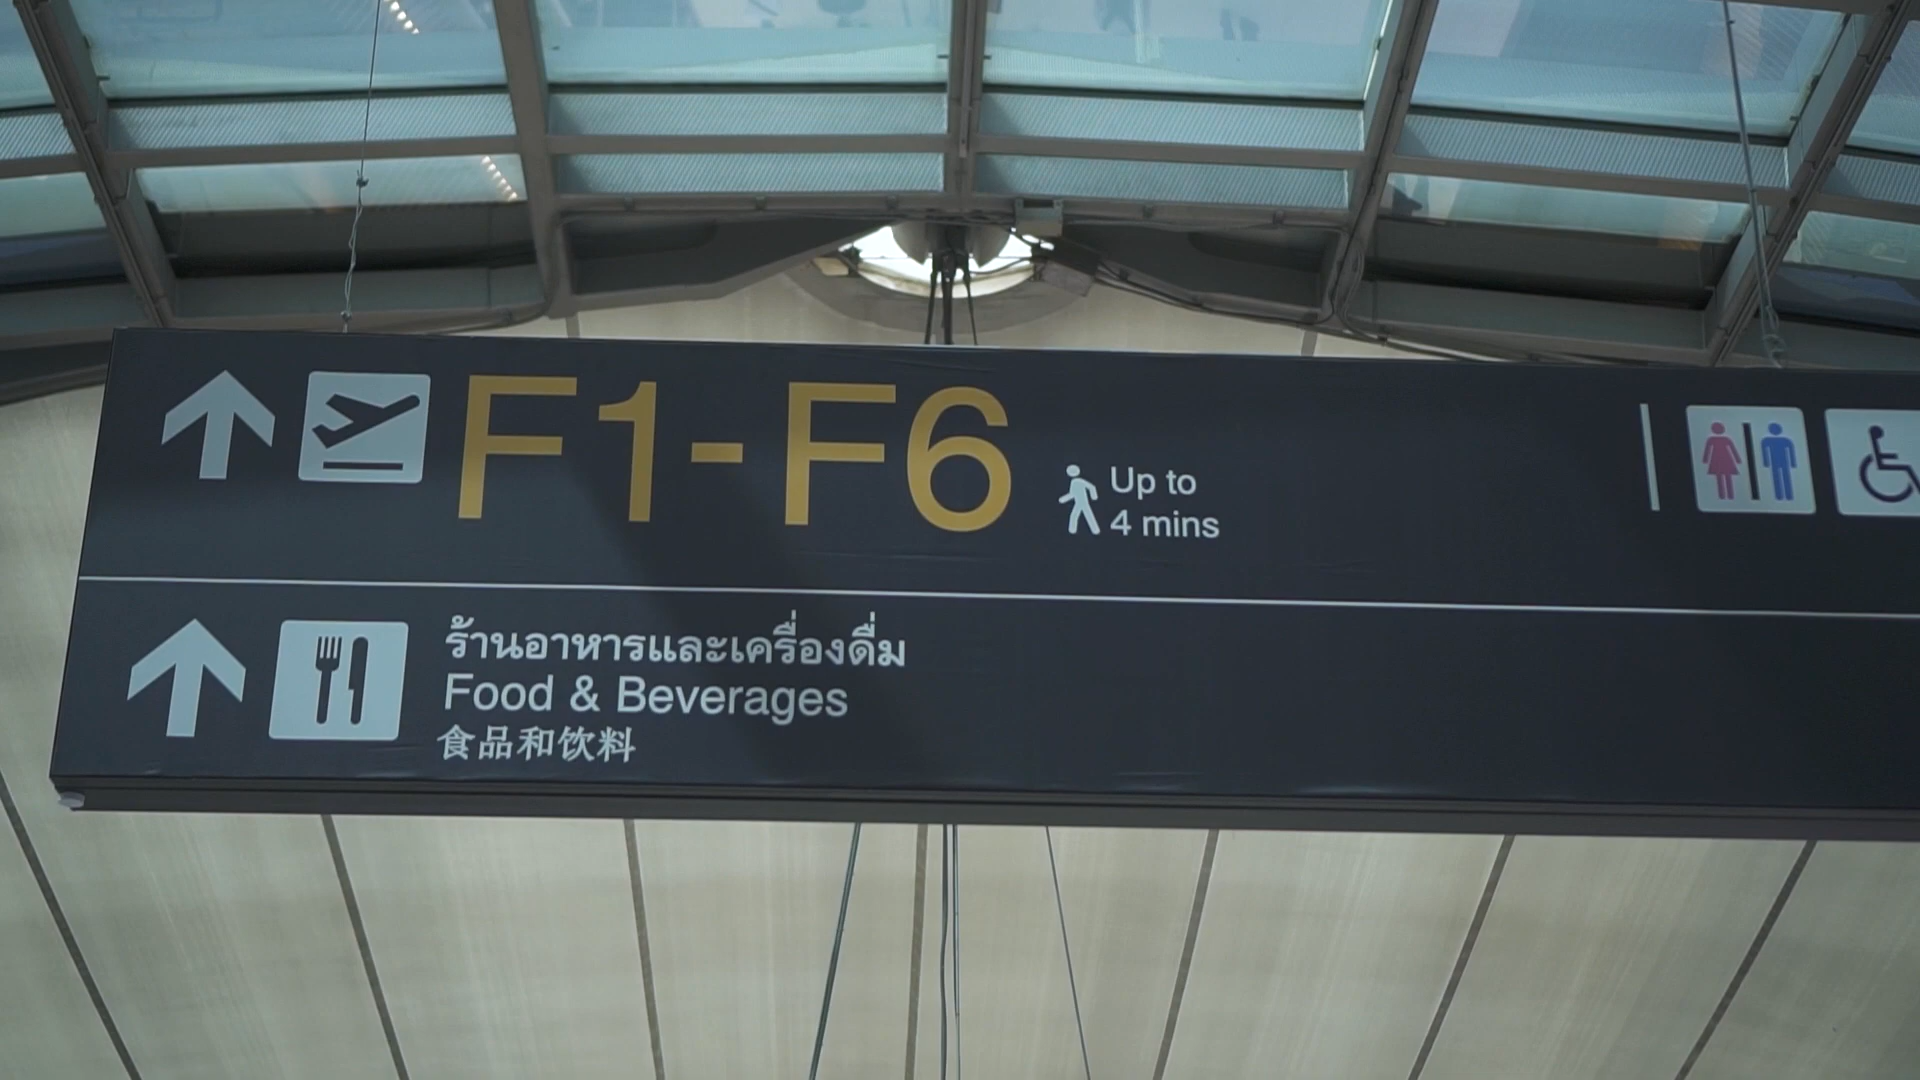 F1-F6
Up to
4 mins
ร้านอาหารและเครื่องดื่ม
Food & Beverages
食品和饮料